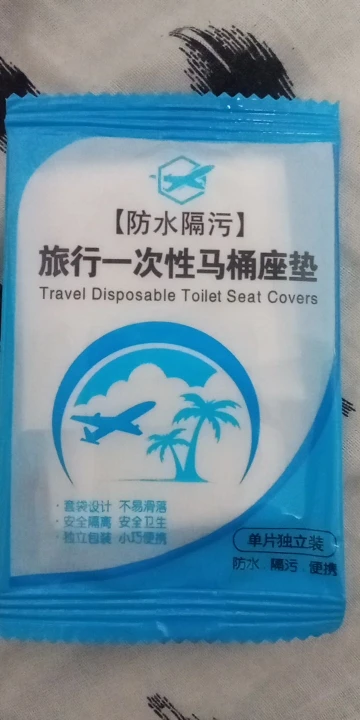 【防水隔污】
旅行一次性马桶座垫
Travel Disposable Toilet Seat Covers
· 套袋设计 不易滑落
· 安全隔离 安全卫生
· 独立包装 小巧便携
单片独立装
防水 隔污 便携